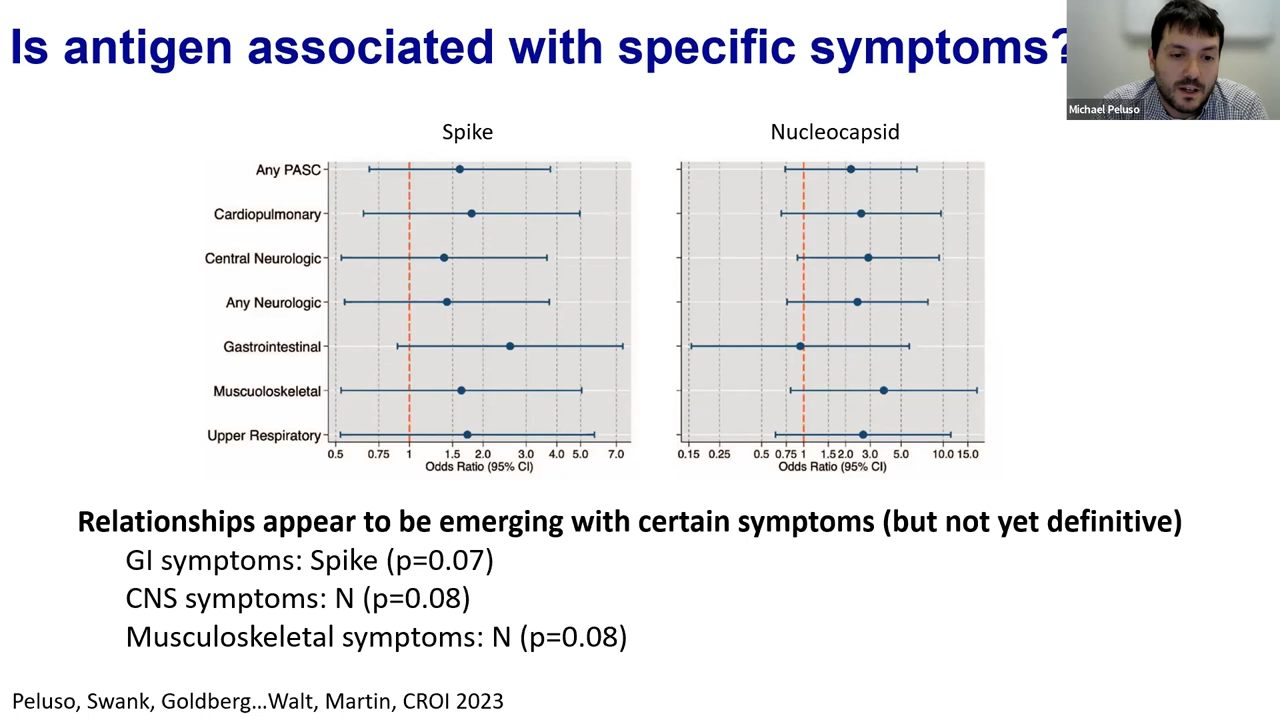 Is antigen associated with specific symptoms?
Michael Peluso
Spike
Nucleocapsid
Any PASC
Cardiopulmonary
Central Neurologic
Any Neurologic
Gastrointestinal
Muscuoloskeletal
Upper Respiratory
0.5 0.75 1 1.5 2.0 3.0 4.0 5.0 7.0
Odds Ratio (95% CI)
0.15 0.25 0.5 0.75 1 1.5 2.0 3.0 5.0 10.0 15.0
Odds Ratio (95% CI)
Relationships appear to be emerging with certain symptoms (but not yet definitive)
GI symptoms: Spike (p=0.07)
CNS symptoms: N (p=0.08)
Musculoskeletal symptoms: N (p=0.08)
Peluso, Swank, Goldberg…Walt, Martin, CROI 2023